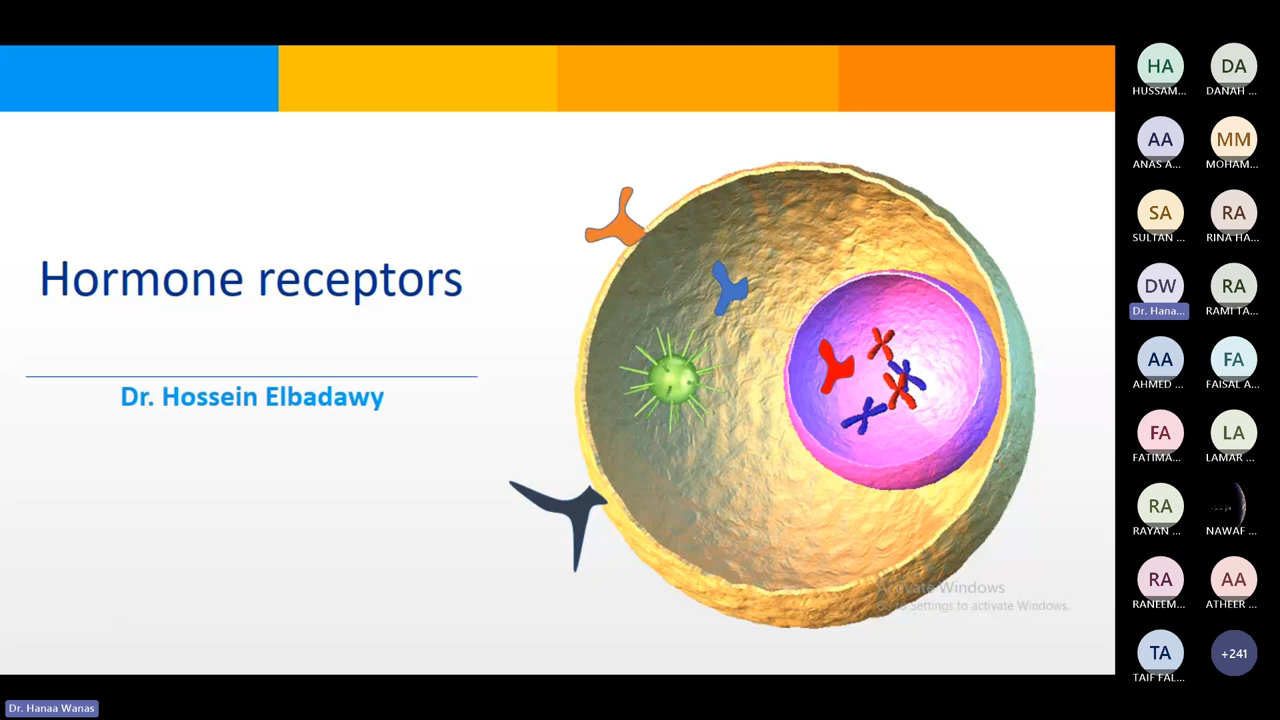 Hormone receptors
Dr. Hossein Elbadawy
Activate Windows
Go to Settings to activate Windows.
HA
HUSSAM...
DA
DANAH ...
AA
ANAS A...
MM
MOHAM...
SA
SULTAN ...
RA
RINA HA...
DW
Dr. Hana...
RA
RAMI TA...
AA
AHMED ...
FA
FAISAL A...
FA
FATIMA...
LA
LAMAR ...
RA
RAYAN ...
NAWAF ...
RA
RANEEM...
AA
ATHEER ...
TA
TAIF FAL...
+241
Dr. Hanaa Wanas